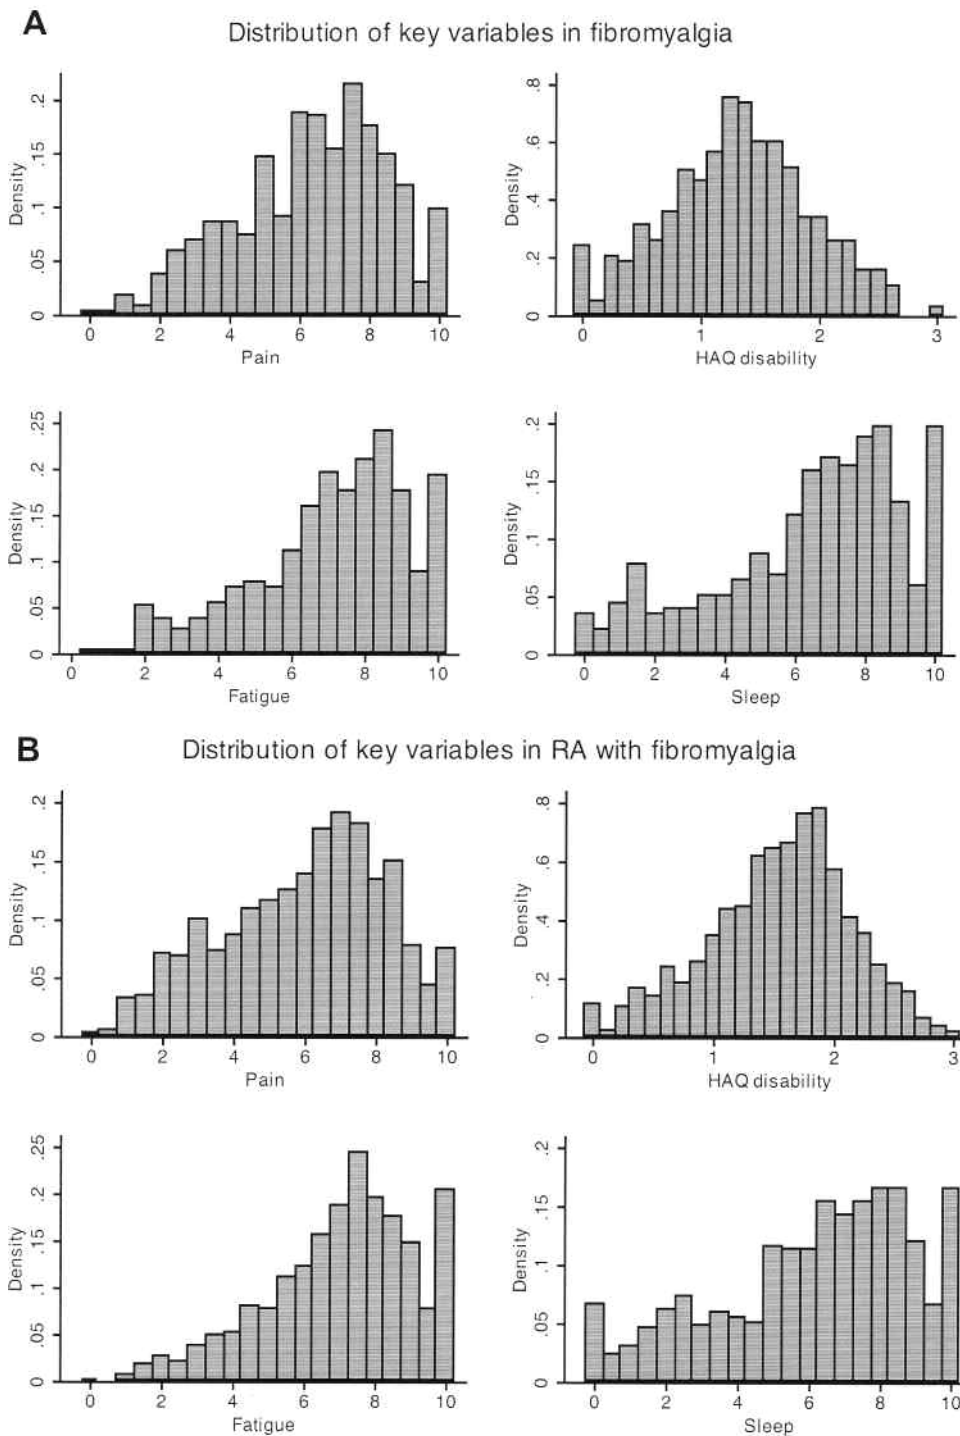 A
Distribution of key variables in fibromyalgia
Density
0 .05 .1 .15 .2
0 2 4 6 8 10
Pain
Density
0 .2 .4 .6 .8
0 1 2 3
HAQ disability
Density
0 .05 .1 .15 .2 .25
0 2 4 6 8 10
Fatigue
Density
0 .05 .1 .15 .2
0 2 4 6 8 10
Sleep
B
Distribution of key variables in RA with fibromyalgia
Density
0 .05 .1 .15 .2
0 2 4 6 8 10
Pain
Density
0 .2 .4 .6 .8
0 1 2 3
HAQ disability
Density
0 .05 .1 .15 .2 .25
0 2 4 6 8 10
Fatigue
Density
0 .05 .1 .15 .2
0 2 4 6 8 10
Sleep